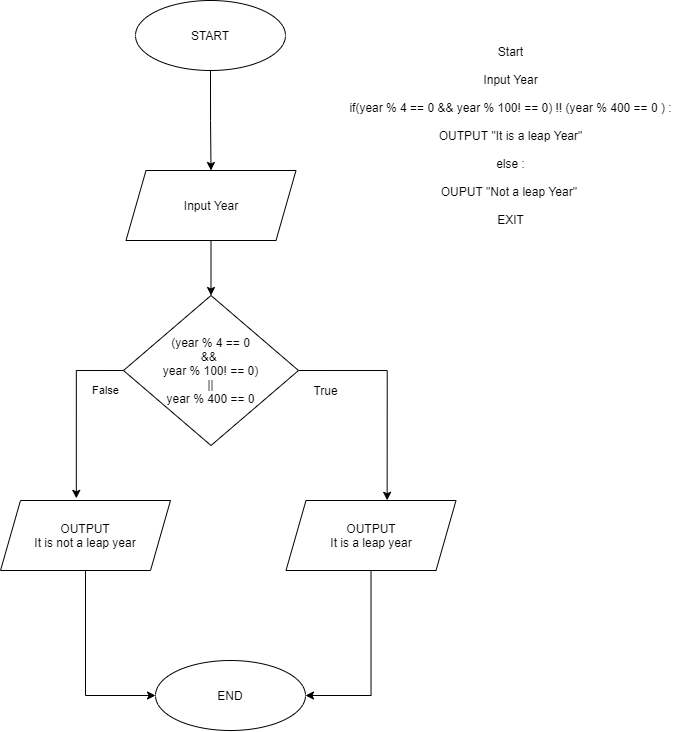 START
Input Year
(year % 4 == 0
&&
year % 100! == 0)
||
year % 400 == 0
False
True
OUTPUT
It is not a leap year
OUTPUT
It is a leap year
END
Start
Input Year
if(year % 4 == 0 && year % 100! == 0) !! (year % 400 == 0 ) :
OUTPUT "It is a leap Year"
else :
OUPUT "Not a leap Year"
EXIT